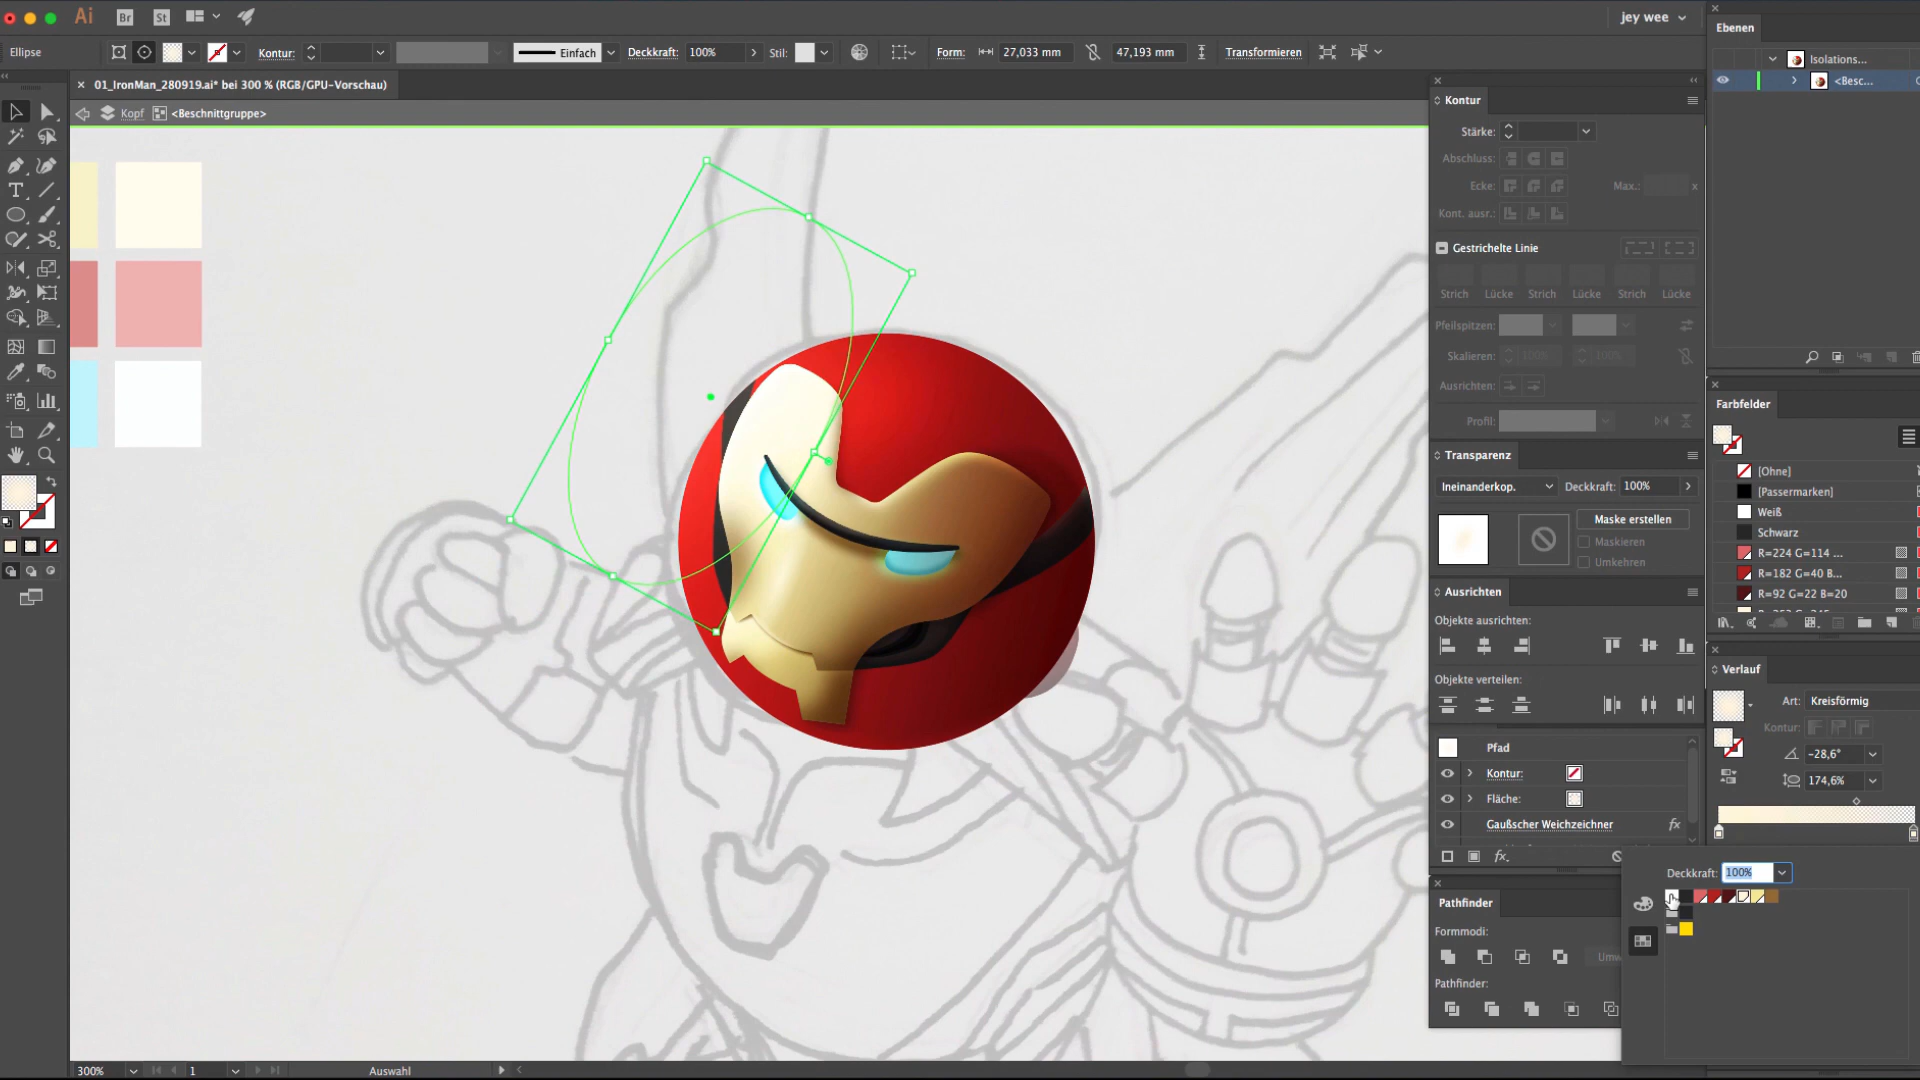 Ai
Br
St
jey wee
Ellipse
Kontur:
Einfach
Deckkraft:
100%
Stil:
Form:
27,033 mm
47,193 mm
Transformieren
01_IronMan_280919.ai* bei 300 % (RGB/GPU-Vorschau)
Kopf
<Beschnittgruppe>
Ebenen
Isolations...
<Besc...
Kontur
Stärke:
Abschluss:
Ecke:
Max.:
x
Kont. ausr.:
Gestrichelte Linie
Strich
Lücke
Strich
Lücke
Strich
Lücke
Pfeilspitzen:
Skalieren:
100%
100%
Ausrichten:
Profil:
Transparenz
Ineinanderkop.
Deckkraft:
100%
Maske erstellen
Maskieren
Umkehren
Ausrichten
Objekte ausrichten:
Objekte verteilen:
Pfad
Kontur:
Fläche:
Gaußscher Weichzeichner
fx
fx.
Pathfinder
Formmodi:
Umw
Pathfinder:
Farbfelder
[Ohne]
[Passermarken]
Weiß
Schwarz
R=224 G=114 ...
R=182 G=40 B...
R=92 G=22 B=20
Verlauf
Art:
Kreisförmig
Kontur:
-28,6°
174,6%
Deckkraft:
100%
300%
1
Auswahl